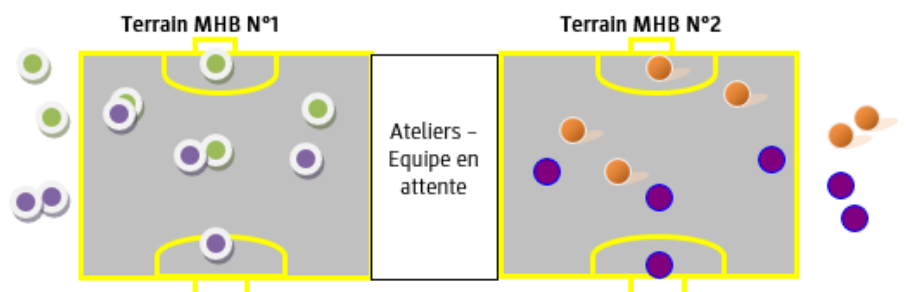 Terrain MHB N°1
Terrain MHB N°2
Ateliers –
Equipe en
attente